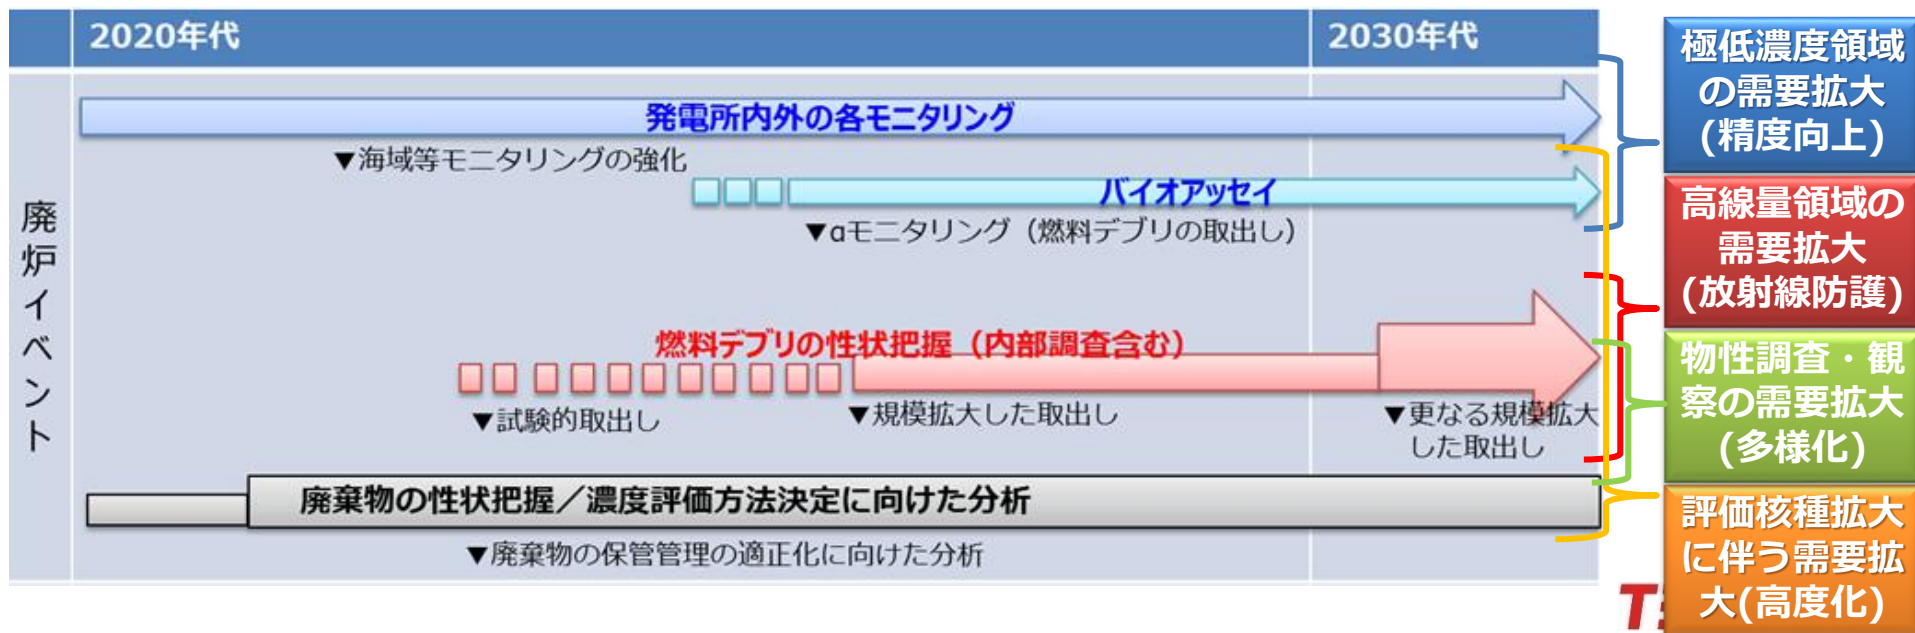 2020年代
2030年代
廃炉イベント
発電所内外の各モニタリング
▼海域等モニタリングの強化
バイオアッセイ
▼αモニタリング（燃料デブリの取出し）
燃料デブリの性状把握（内部調査含む）
▼試験的取出し
▼規模拡大した取出し
▼更なる規模拡大
した取出し
廃棄物の性状把握／濃度評価方法決定に向けた分析
▼廃棄物の保管管理の適正化に向けた分析
極低濃度領域
の需要拡大
(精度向上)
高線量領域の
需要拡大
(放射線防護)
物性調査・観
察の需要拡大
(多様化)
評価核種拡大
に伴う需要拡
大(高度化)